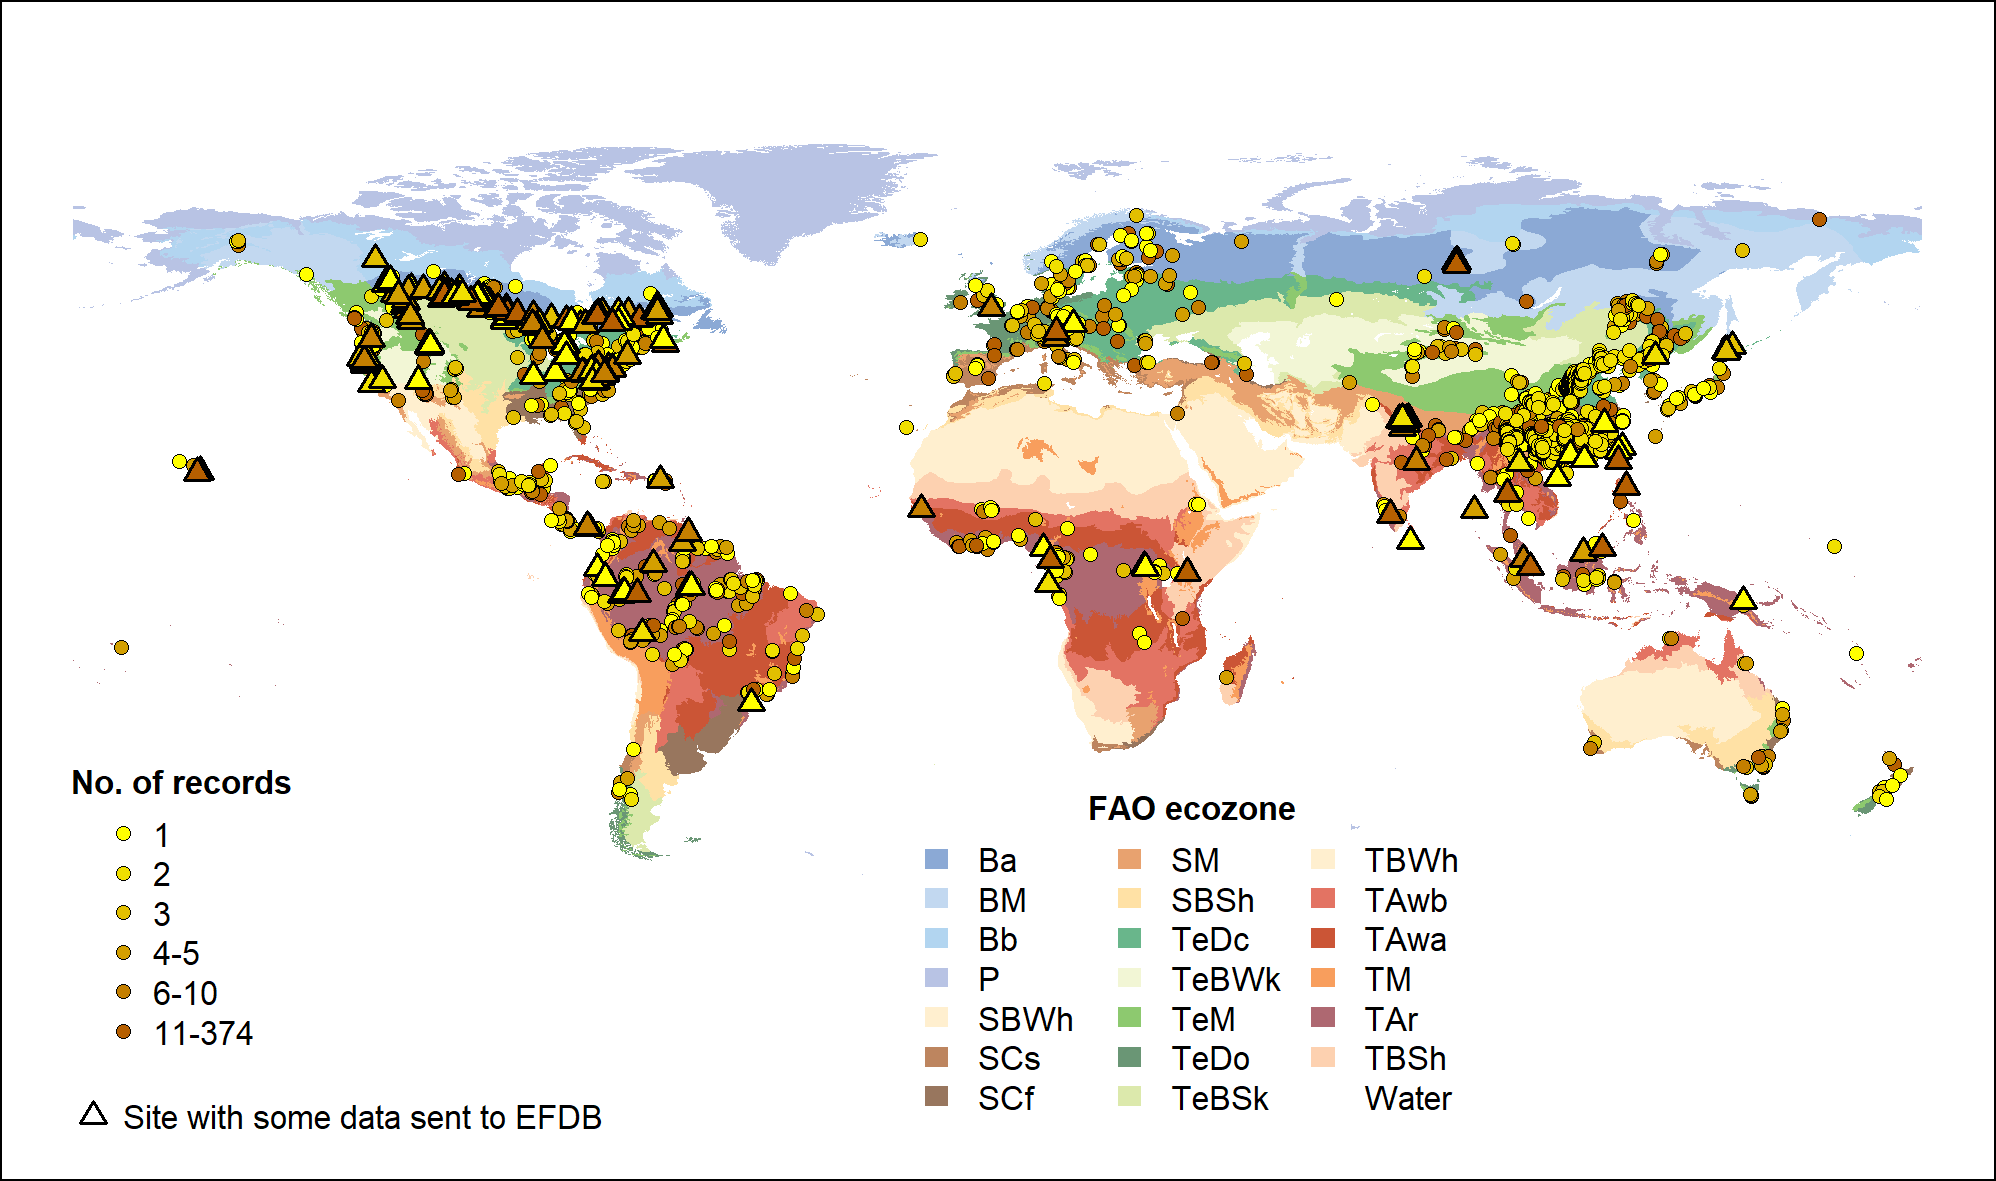 No. of records
1
2
3
4-5
6-10
11-374
Site with some data sent to EFDB
FAO ecozone
Ba
BM
Bb
P
SBWh
SCs
SCf
SM
SBSh
TeDc
TeBWk
TeM
TeDo
TeBSk
TBWh
TAwb
TAwa
TM
TAr
TBSh
Water